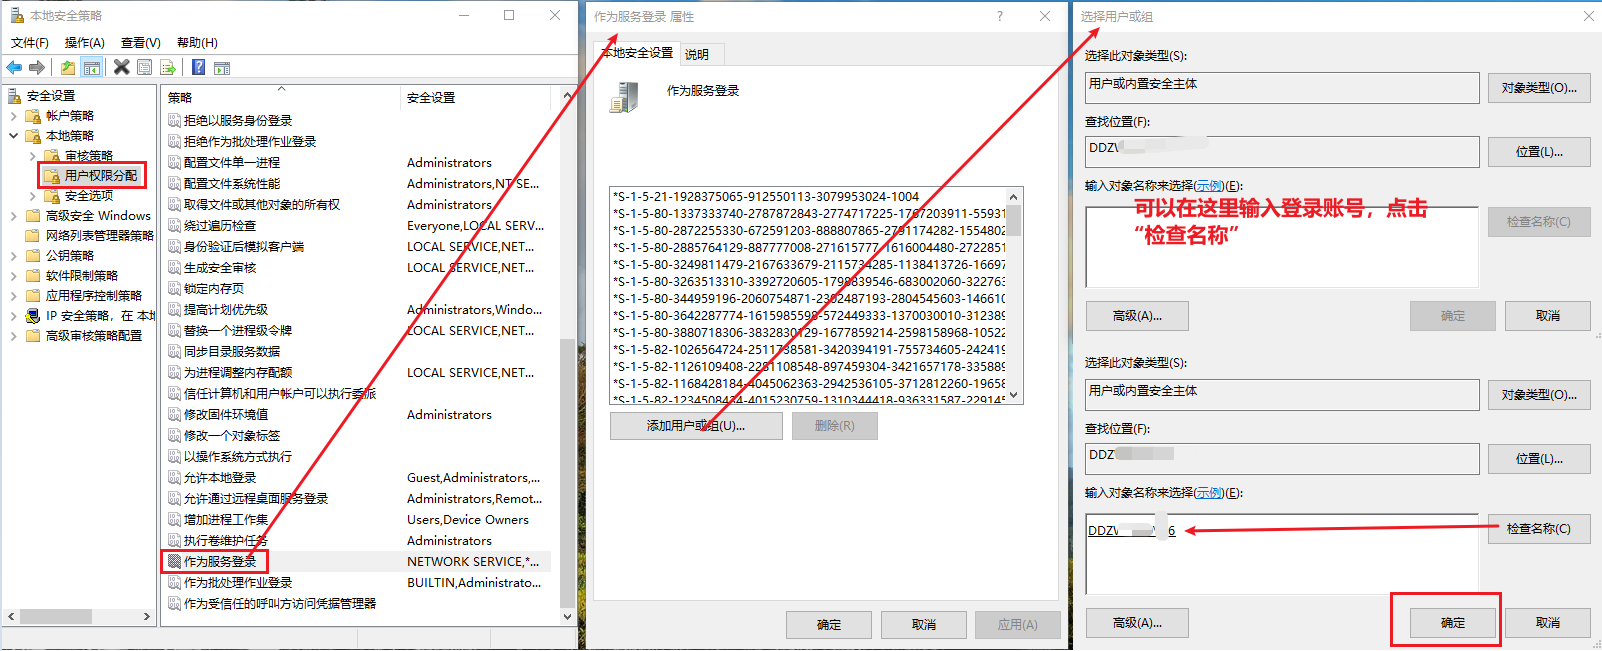 本地安全策略
文件(F) 操作(A) 查看(V) 帮助(H)
安全设置
帐户策略
本地策略
审核策略
用户权限分配
安全选项
高级安全 Windows
网络列表管理器策略
公钥策略
软件限制策略
应用程序控制策略
IP 安全策略，在 本地
高级审核策略配置
策略 安全设置
拒绝以服务身份登录
拒绝作为批处理作业登录
配置文件单一进程 Administrators
配置文件系统性能 Administrators,NT SE...
取得文件或其他对象的所有权 Administrators
绕过遍历检查 Everyone,LOCAL SERV...
身份验证后模拟客户端 LOCAL SERVICE,NET...
生成安全审核 LOCAL SERVICE,NET...
锁定内存页
提高计划优先级 Administrators,Windo...
替换一个进程级令牌 LOCAL SERVICE,NET...
同步目录服务数据
为进程调整内存配额 LOCAL SERVICE,NET...
信任计算机和用户帐户可以执行委派
修改固件环境值 Administrators
修改一个对象标签
以操作系统方式执行
允许本地登录 Guest,Administrators,...
允许通过远程桌面服务登录 Administrators,Remot...
增加进程工作集 Users,Device Owners
执行卷维护任务 Administrators
作为服务登录 NETWORK SERVICE,*...
作为批处理作业登录 BUILTIN,Administrato...
作为受信任的呼叫方访问凭据管理器
作为服务登录 属性
本地安全设置 说明
作为服务登录
*S-1-5-21-1928375065-912550113-3079953024-1004
*S-1-5-80-1337333740-2787872843-2774717225-1767203911-55931
*S-1-5-80-2872255330-672591203-888807865-2791174282-1554802
*S-1-5-80-2885764129-887777008-271615777-1616004480-2722851
*S-1-5-80-3249811479-2167633679-2115734285-1138413726-16697
*S-1-5-80-3263513310-3392720605-1798839546-683002060-322763
*S-1-5-80-344959196-2060754871-2302487193-2804545603-146610
*S-1-5-80-3642287774-1615985598-572449333-1370030010-312389
*S-1-5-80-3880718306-3832830129-1677859214-2598158968-10522
*S-1-5-82-1026564724-2511738581-3420394191-755734605-242419
*S-1-5-82-1126109408-2281108548-897459304-3421657178-335889
*S-1-5-82-1168428184-4045062363-2942536105-3712812260-19658
*S-1-5-82-1234508434-4015230759-1310344418-936331587-229145
添加用户或组(U)... 删除(R)
确定 取消 应用(A)
选择用户或组
选择此对象类型(S):
用户或内置安全主体 对象类型(O)...
查找位置(F):
位置(L)...
输入对象名称来选择(示例)(E):
可以在这里输入登录账号，点击
“检查名称”
检查名称(C)
高级(A)... 确定 取消
选择此对象类型(S):
用户或内置安全主体 对象类型(O)...
查找位置(F):
位置(L)...
输入对象名称来选择(示例)(E):
检查名称(C)
高级(A)... 确定 取消